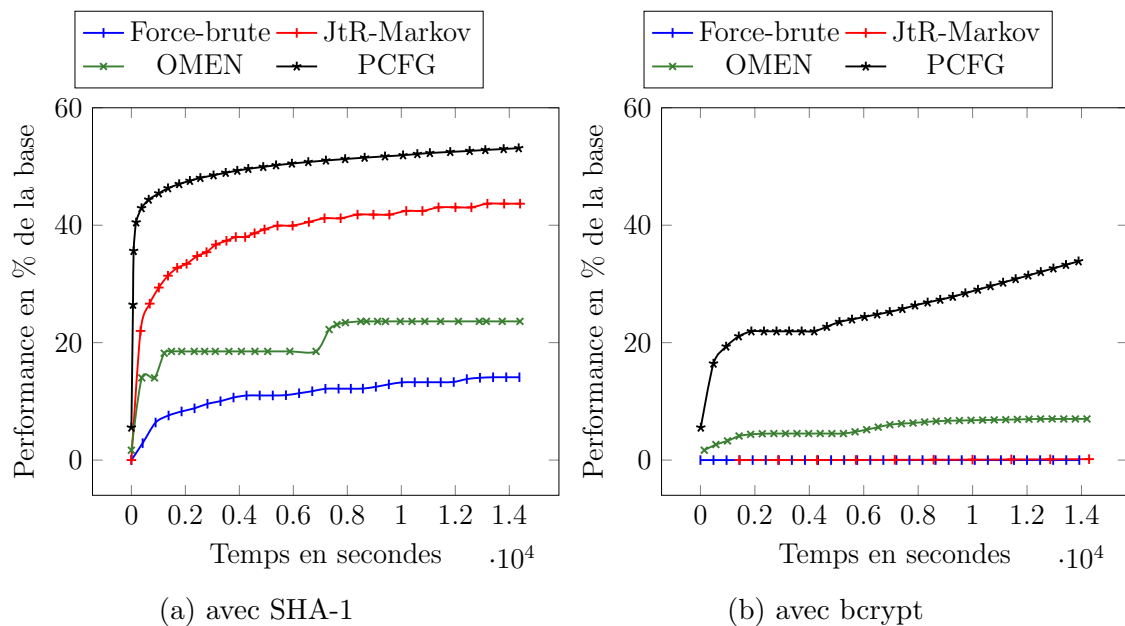 Force-brute JtR-Markov
OMEN PCFG
60
40
20
0
Performance en % de la base
0 0.2 0.4 0.6 0.8 1 1.2 1.4
Temps en secondes ·10^4
(a) avec SHA-1
Force-brute JtR-Markov
OMEN PCFG
60
40
20
0
Performance en % de la base
0 0.2 0.4 0.6 0.8 1 1.2 1.4
Temps en secondes ·10^4
(b) avec bcrypt